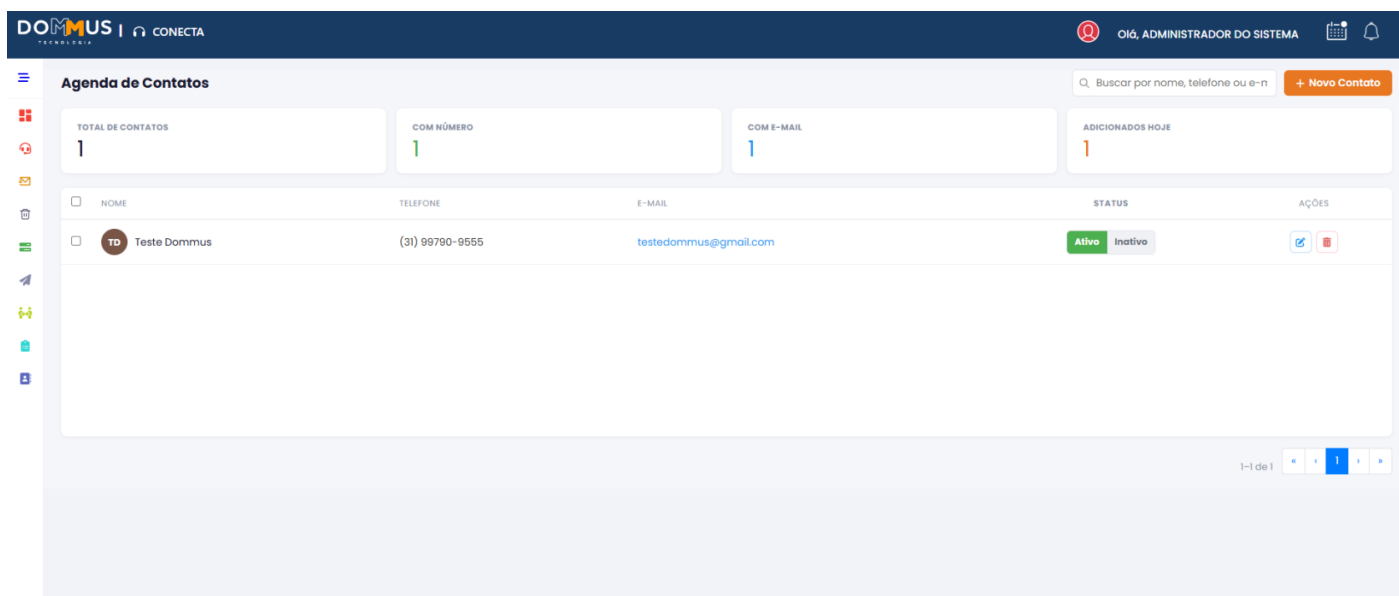 DOMMUS | CONECTA
TECNOLOGIA
Olá, ADMINISTRADOR DO SISTEMA
Agenda de Contatos
Buscar por nome, telefone ou e-n
+ Novo Contato
TOTAL DE CONTATOS
1
COM NÚMERO
1
COM E-MAIL
1
ADICIONADOS HOJE
1
NOME TELEFONE E-MAIL STATUS AÇÕES
TD Teste Dommus (31) 99790-9555 testedommus@gmail.com Ativo Inativo
1-1 de 1 « ‹ 1 › »